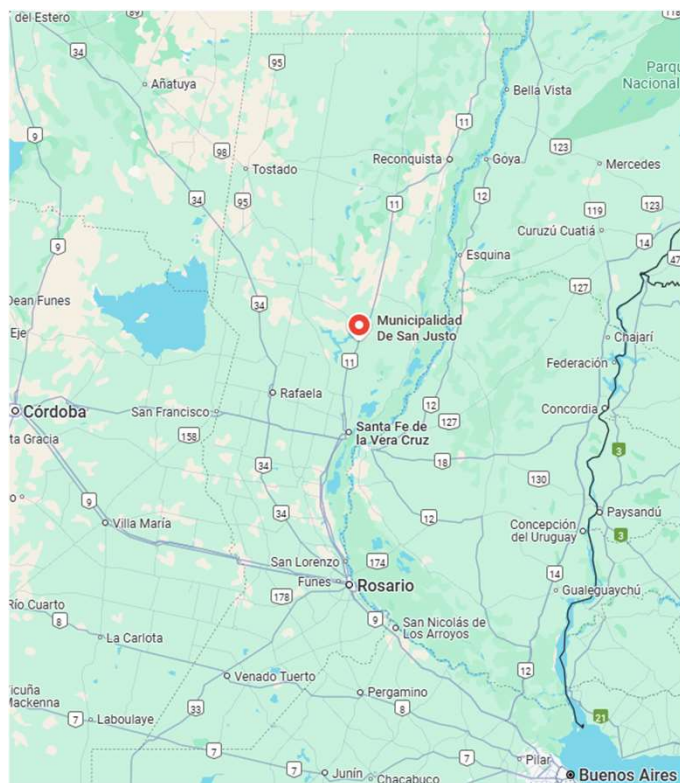 del Estero
89
118
34
95
Añatuya
Parq
Nacional
Bella Vista
9
11
98
Reconquista
Goya
123
Mercedes
Tostado
12
34
95
11
119
123
Curuzú Cuatiá
14
9
Esquina
47
127
Dean Funes
34
Municipalidad
De San Justo
Eje
Chajarí
11
Federación
Rafaela
Córdoba
San Francisco
12
Concordia
127
ta Gracia
158
Santa Fe de
la Vera Cruz
3
34
18
130
9
Villa María
34
12
Paysandú
Concepción
del Uruguay
3
San Lorenzo
174
14
Funes
Rosario
178
Gualeguaychú
Río Cuarto
8
9
San Nicolás de
Los Arroyos
La Carlota
12
Venado Tuerto
Pergamino
icuña
Mackenna
33
8
7
Laboulaye
21
7
7
Pilar
Junín
Chacabuco
Buenos Aires